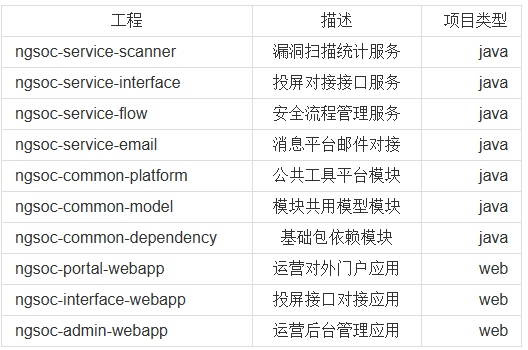 工程 描述 项目类型
ngsoc-service-scanner 漏洞扫描统计服务 java
ngsoc-service-interface 投屏对接接口服务 java
ngsoc-service-flow 安全流程管理服务 java
ngsoc-service-email 消息平台邮件对接 java
ngsoc-common-platform 公共工具平台模块 java
ngsoc-common-model 模块共用模型模块 java
ngsoc-common-dependency 基础包依赖模块 java
ngsoc-portal-webapp 运营对外门户应用 web
ngsoc-interface-webapp 投屏接口对接应用 web
ngsoc-admin-webapp 运营后台管理应用 web